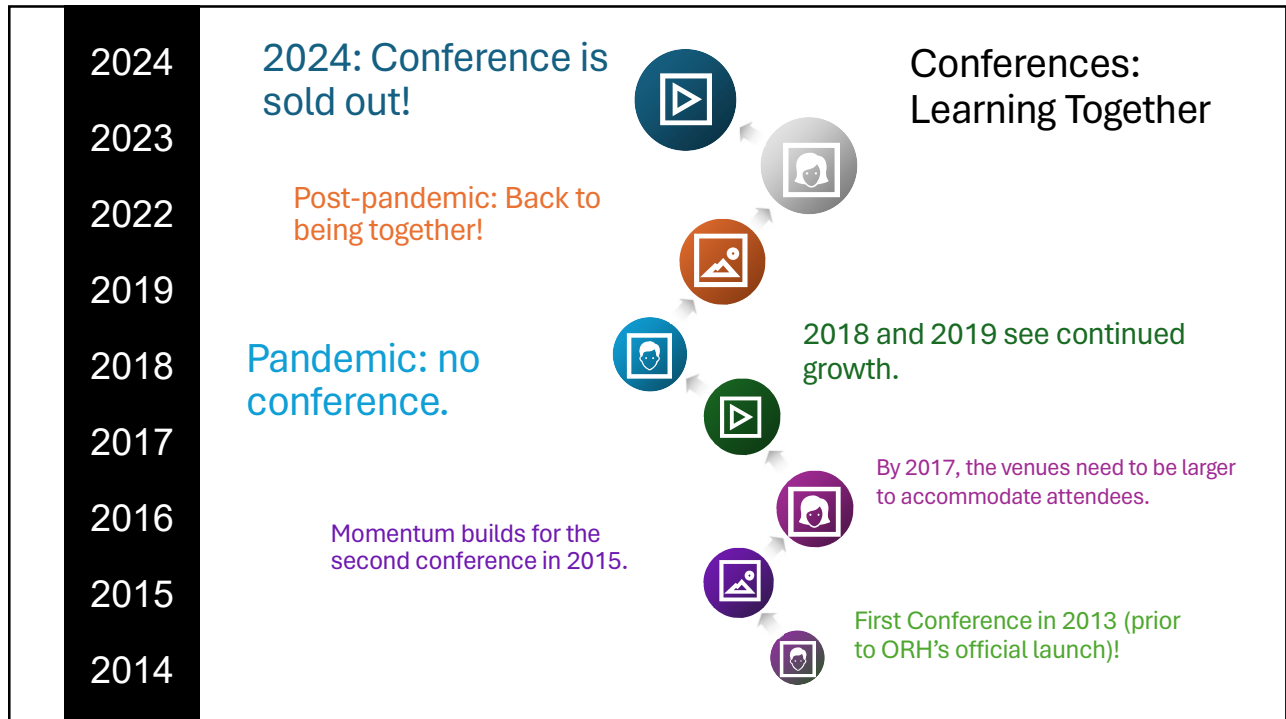 2024
2023
2022
2019
2018
2017
2016
2015
2014
2024: Conference is
sold out!
Conferences:
Learning Together
Post-pandemic: Back to
being together!
2018 and 2019 see continued
growth.
Pandemic: no
conference.
By 2017, the venues need to be larger
to accommodate attendees.
Momentum builds for the
second conference in 2015.
First Conference in 2013 (prior
to ORH’s official launch)!